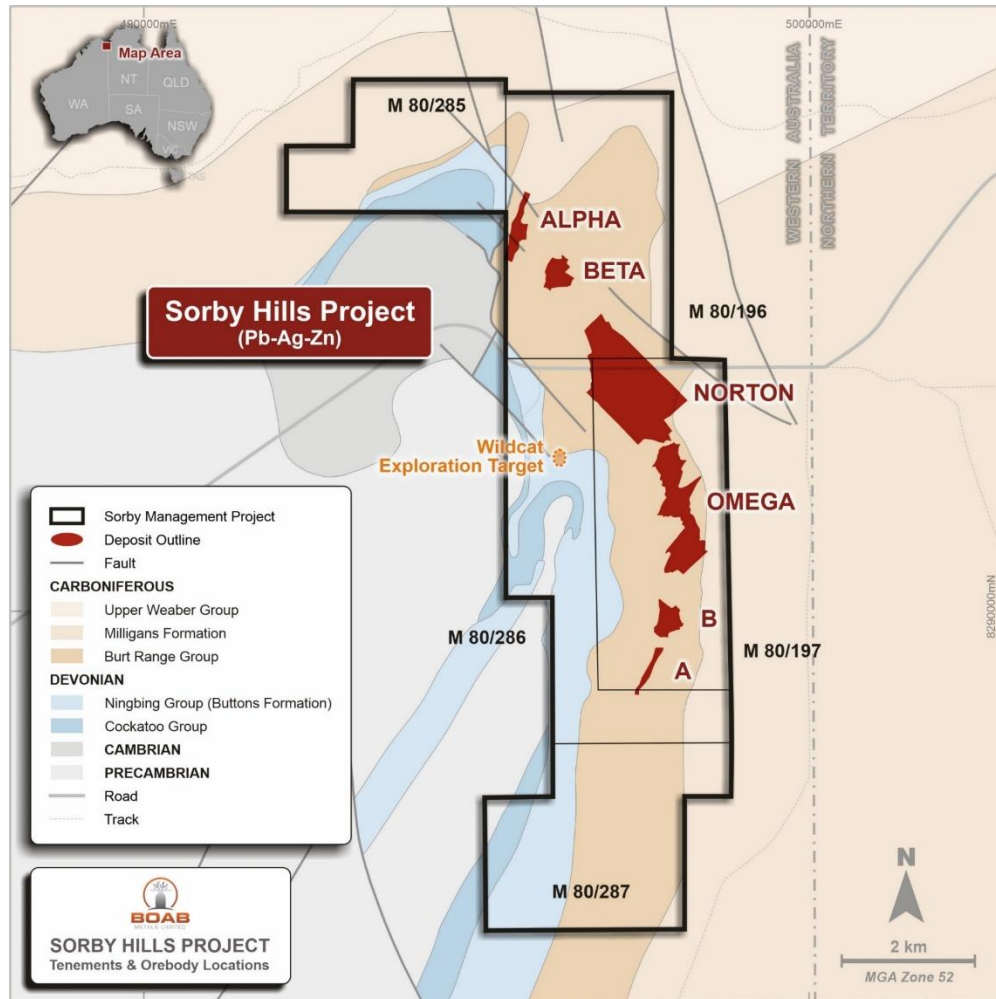 490000mE
500000mE
Map Area
NT
QLD
WA
SA
NSW
VIC
TAS
M 80/285
WESTERN AUSTRALIA
NORTHERN TERRITORY
ALPHA
BETA
Sorby Hills Project
(Pb-Ag-Zn)
M 80/196
NORTON
Wildcat
Exploration Target
OMEGA
Sorby Management Project
Deposit Outline
Fault
CARBONIFEROUS
Upper Weaber Group
Milligans Formation
Burt Range Group
DEVONIAN
Ningbing Group (Buttons Formation)
Cockatoo Group
CAMBRIAN
PRECAMBRIAN
Road
Track
8290000mN
B
M 80/286
M 80/197
A
M 80/287
BOAB
METALS LIMITED
SORBY HILLS PROJECT
Tenements & Orebody Locations
N
2 km
MGA Zone 52